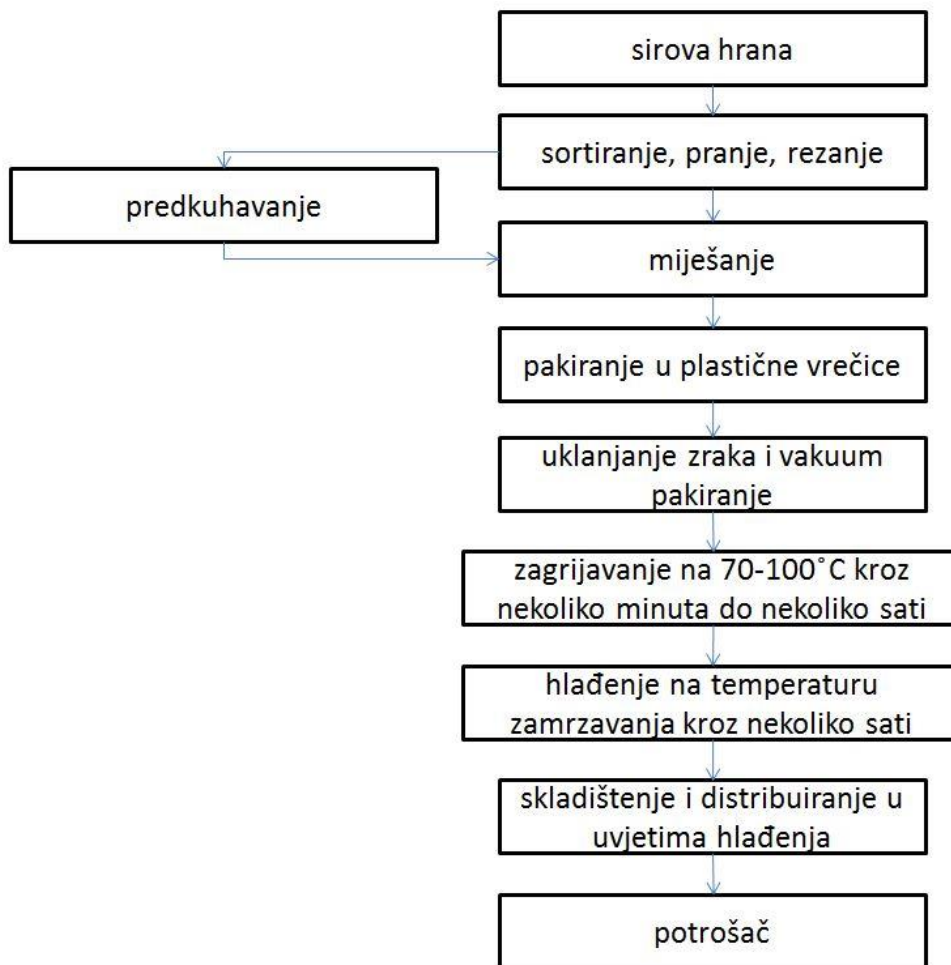 sirova hrana
sortiranje, pranje, rezanje
predkuhavanje
miješanje
pakiranje u plastične vrečice
uklanjanje zraka i vakuum
pakiranje
zagrijavanje na 70-100˚C kroz
nekoliko minuta do nekoliko sati
hlađenje na temperaturu
zamrzavanja kroz nekoliko sati
skladištenje i distribuiranje u
uvjetima hlađenja
potrošač